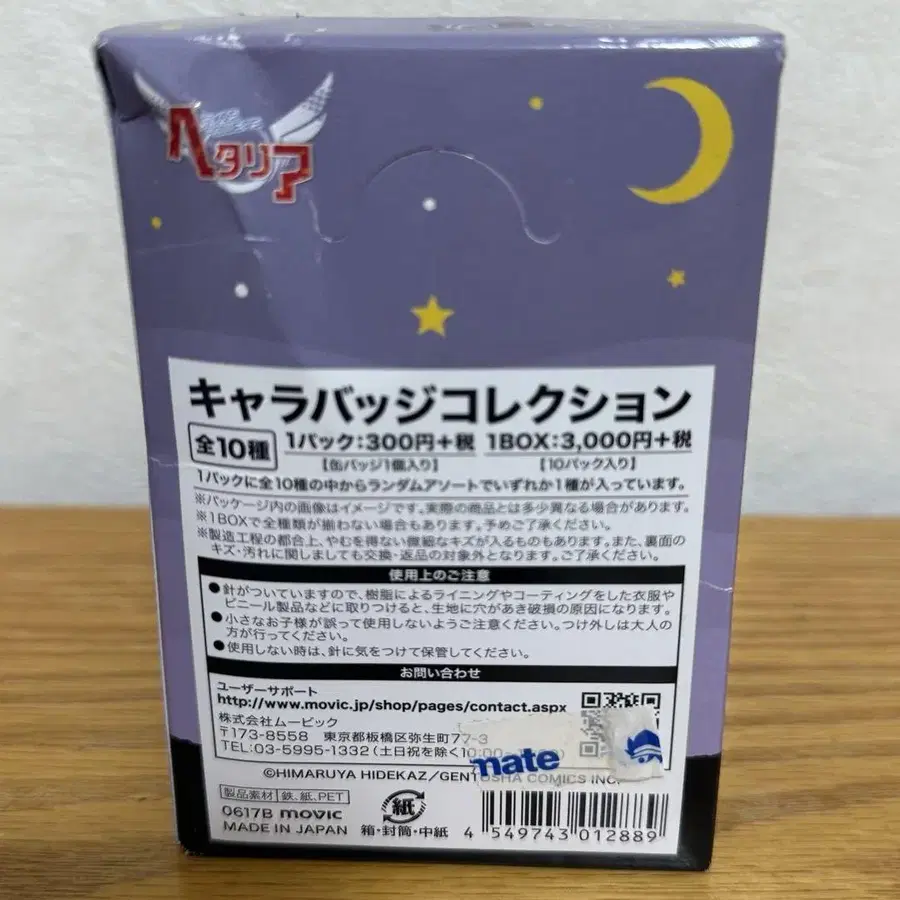 ヘタリア
キャラバッジコレクション
全10種 1パック:300円+税 1BOX:3,000円+税
【缶バッジ1個入り】 【10パック入り】
1パックに全10種の中からランダムアソートでいずれか1種が入っています。
※パッケージ内の画像はイメージです。実際の商品とは多少異なる場合があります。
※1BOXで全種類が揃わない場合もあります。予めご了承ください。
※製造工程の都合上、やむを得ない微細なキズが入るものもあります。また、裏面の
キズ・汚れに関しましても交換・返品の対象外となります。ご了承ください。
使用上のご注意
●針がついていますので、樹脂によるライニングやコーティングをした衣服や
ビニール製品などに取りつけると、生地に穴があき破損の原因になります。
●小さなお子様が誤って使用しないようご注意ください。つけ外しは大人の
方が行ってください。
●使用しない時は、針に気をつけて保管してください。
お問い合わせ
ユーザーサポート
http://www.movic.jp/shop/pages/contact.aspx
株式会社ムービック
〒173-8558 東京都板橋区弥生町77-3
TEL:03-5995-1332(土日祝を除く10:00~
mate
©HIMARUYA HIDEKAZ/GENTOSHA COMICS INC.
製品素材 鉄、紙、PET
0617B movic
MADE IN JAPAN
紙
箱・封筒・中紙
4 549743 012889